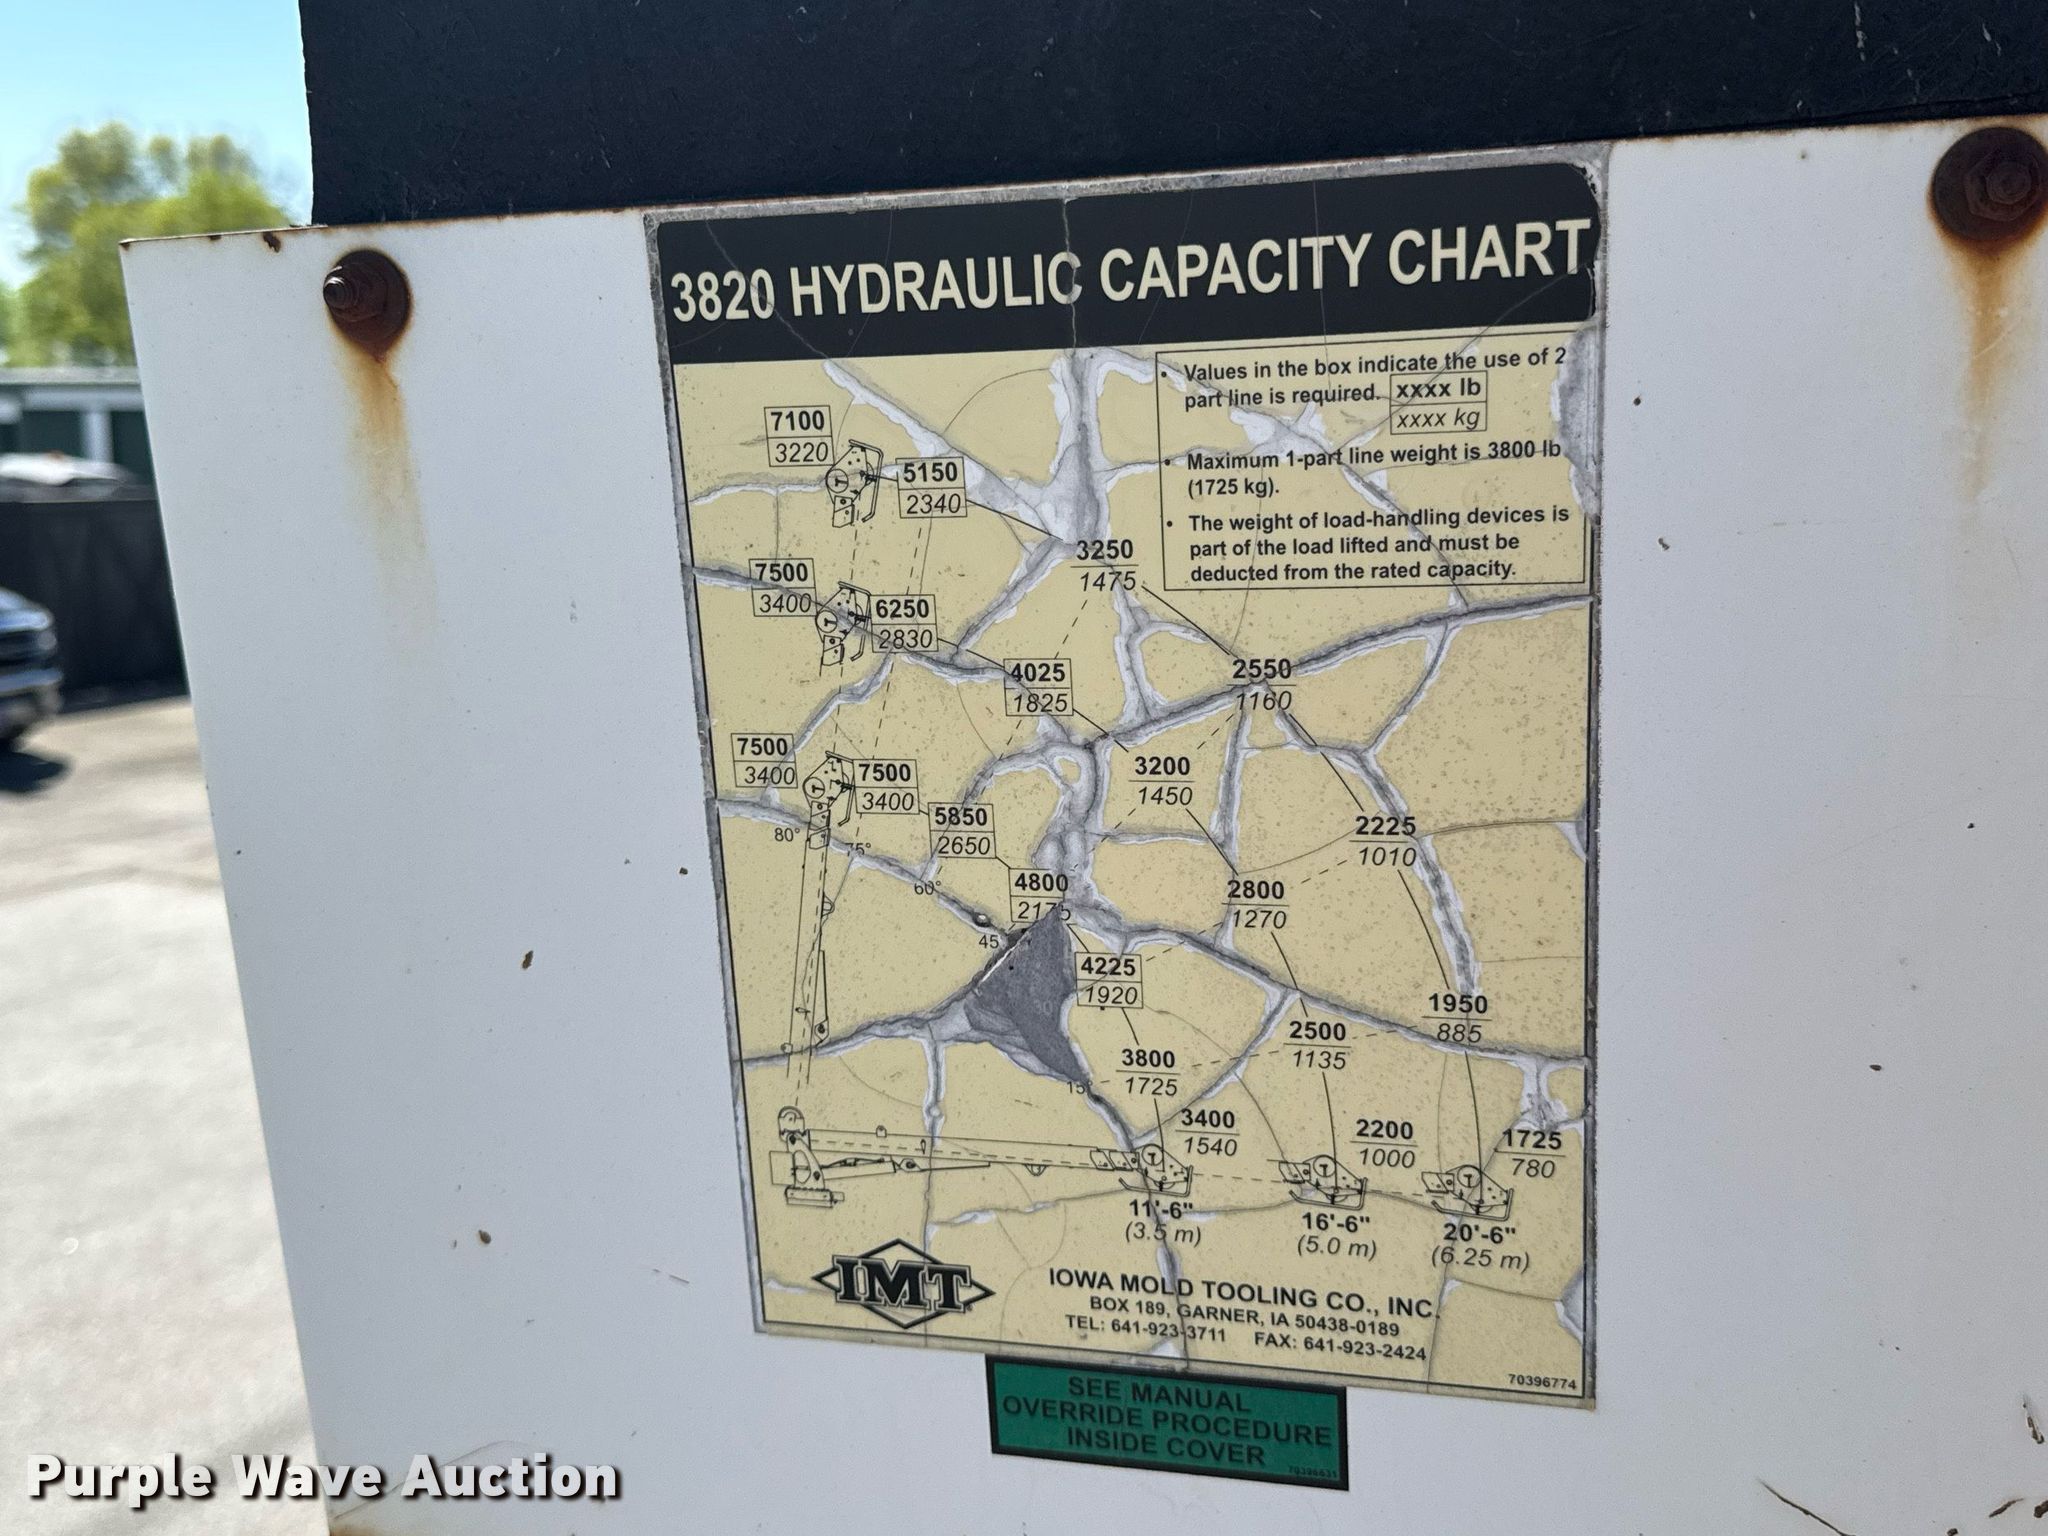 3820 HYDRAULIC CAPACITY CHART
• Values in the box indicate the use of 2
part line is required. xxxx lb
xxxx kg
• Maximum 1-part line weight is 3800 lb
(1725 kg).
• The weight of load-handling devices is
part of the load lifted and must be
deducted from the rated capacity.
7100
3220
5150
2340
3250
1475
2550
1160
2225
1010
1950
885
1725
780
7500
3400
6250
2830
4025
1825
3200
1450
2800
1270
2500
1135
2200
1000
7500
3400
7500
3400
5850
2650
4800
2175
4225
1920
3800
1725
3400
1540
80°
75°
60°
45
30
15°
11'-6"
(3.5 m)
16'-6"
(5.0 m)
20'-6"
(6.25 m)
IMT
IOWA MOLD TOOLING CO., INC.
BOX 189, GARNER, IA 50438-0189
TEL: 641-923-3711 FAX: 641-923-2424
70396774
SEE MANUAL
OVERRIDE PROCEDURE
INSIDE COVER
Purple Wave Auction